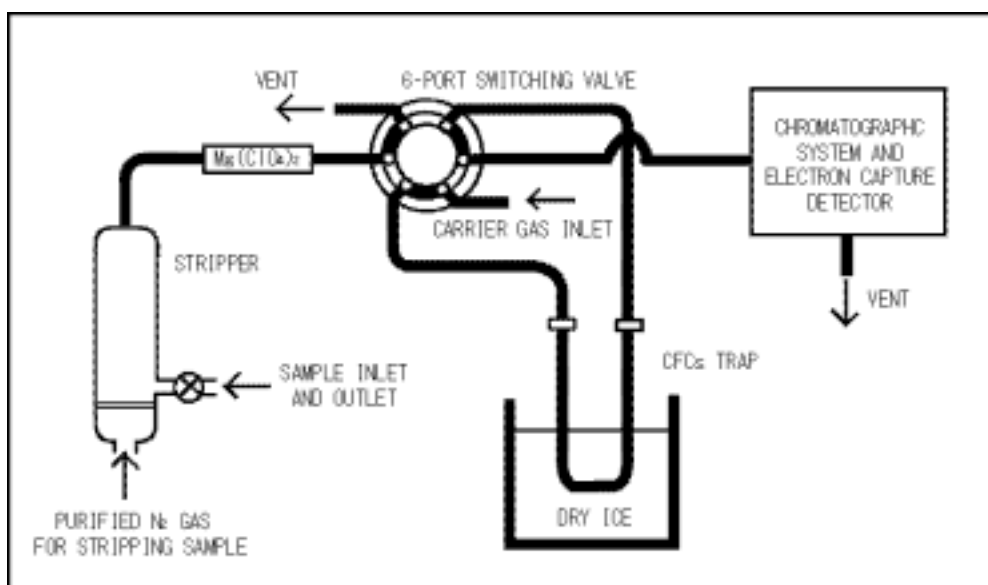 VENT
6-PORT SWITCHING VALVE
Mg(ClO₄)₂
CHROMATOGRAPHC
SYSTEM AND
ELECTRON CAPTURE
DETECTOR
CARRIER GAS INLET
STRIPPER
VENT
CFCs TRAP
SAMPLE INLET
AND OUTLET
DRY ICE
PURIFIED N₂ GAS
FOR STRIPPING SAMPLE